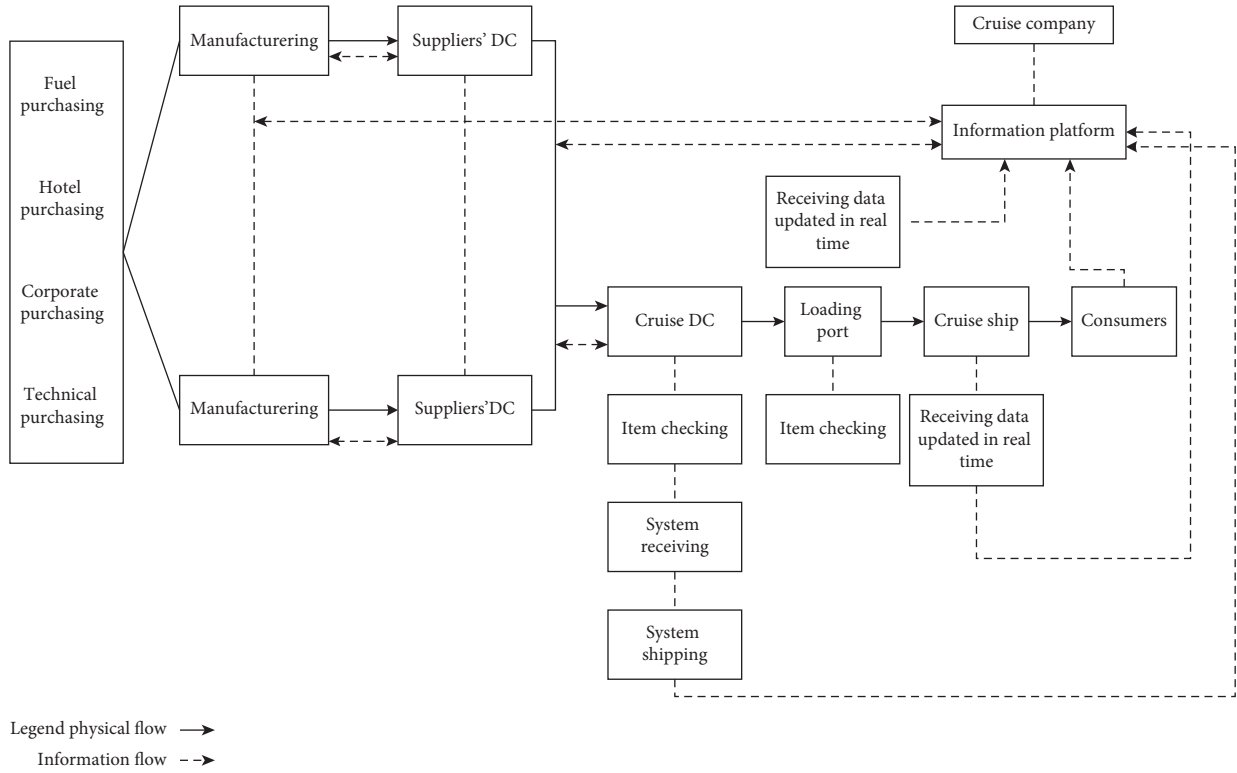 Fuel
purchasing
Hotel
purchasing
Corporate
purchasing
Technical
purchasing
Manufacturering
Suppliers' DC
Manufacturering
Suppliers'DC
Cruise company
Information platform
Receiving data
updated in real
time
Cruise DC
Loading
port
Cruise ship
Consumers
Item checking
Item checking
Receiving data
updated in real
time
System
receiving
System
shipping
Legend physical flow
Information flow